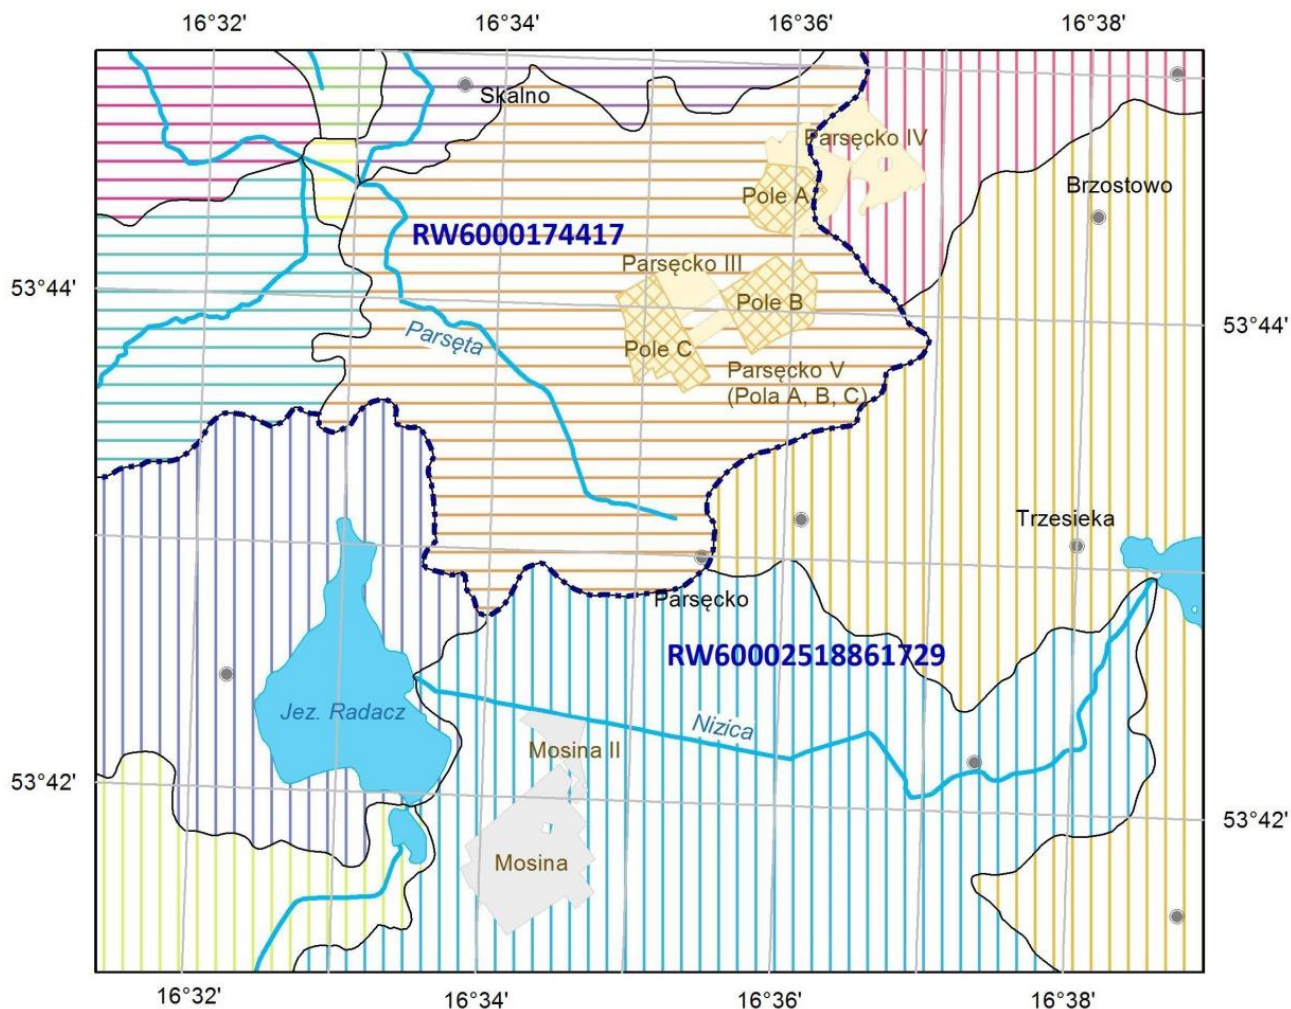 16°32'
16°34'
16°36'
16°38'
Skalno
Parsęcko IV
Pole A
Brzostowo
RW6000174417
Parsęcko III
53°44'
Pole B
53°44'
Parsęta
Pole C
Parsęcko V
(Pola A, B, C)
Trzesieka
Parsęcko
RW60002518861729
Jez. Radacz
Nizica
Mosina II
53°42'
53°42'
Mosina
16°32'
16°34'
16°36'
16°38'